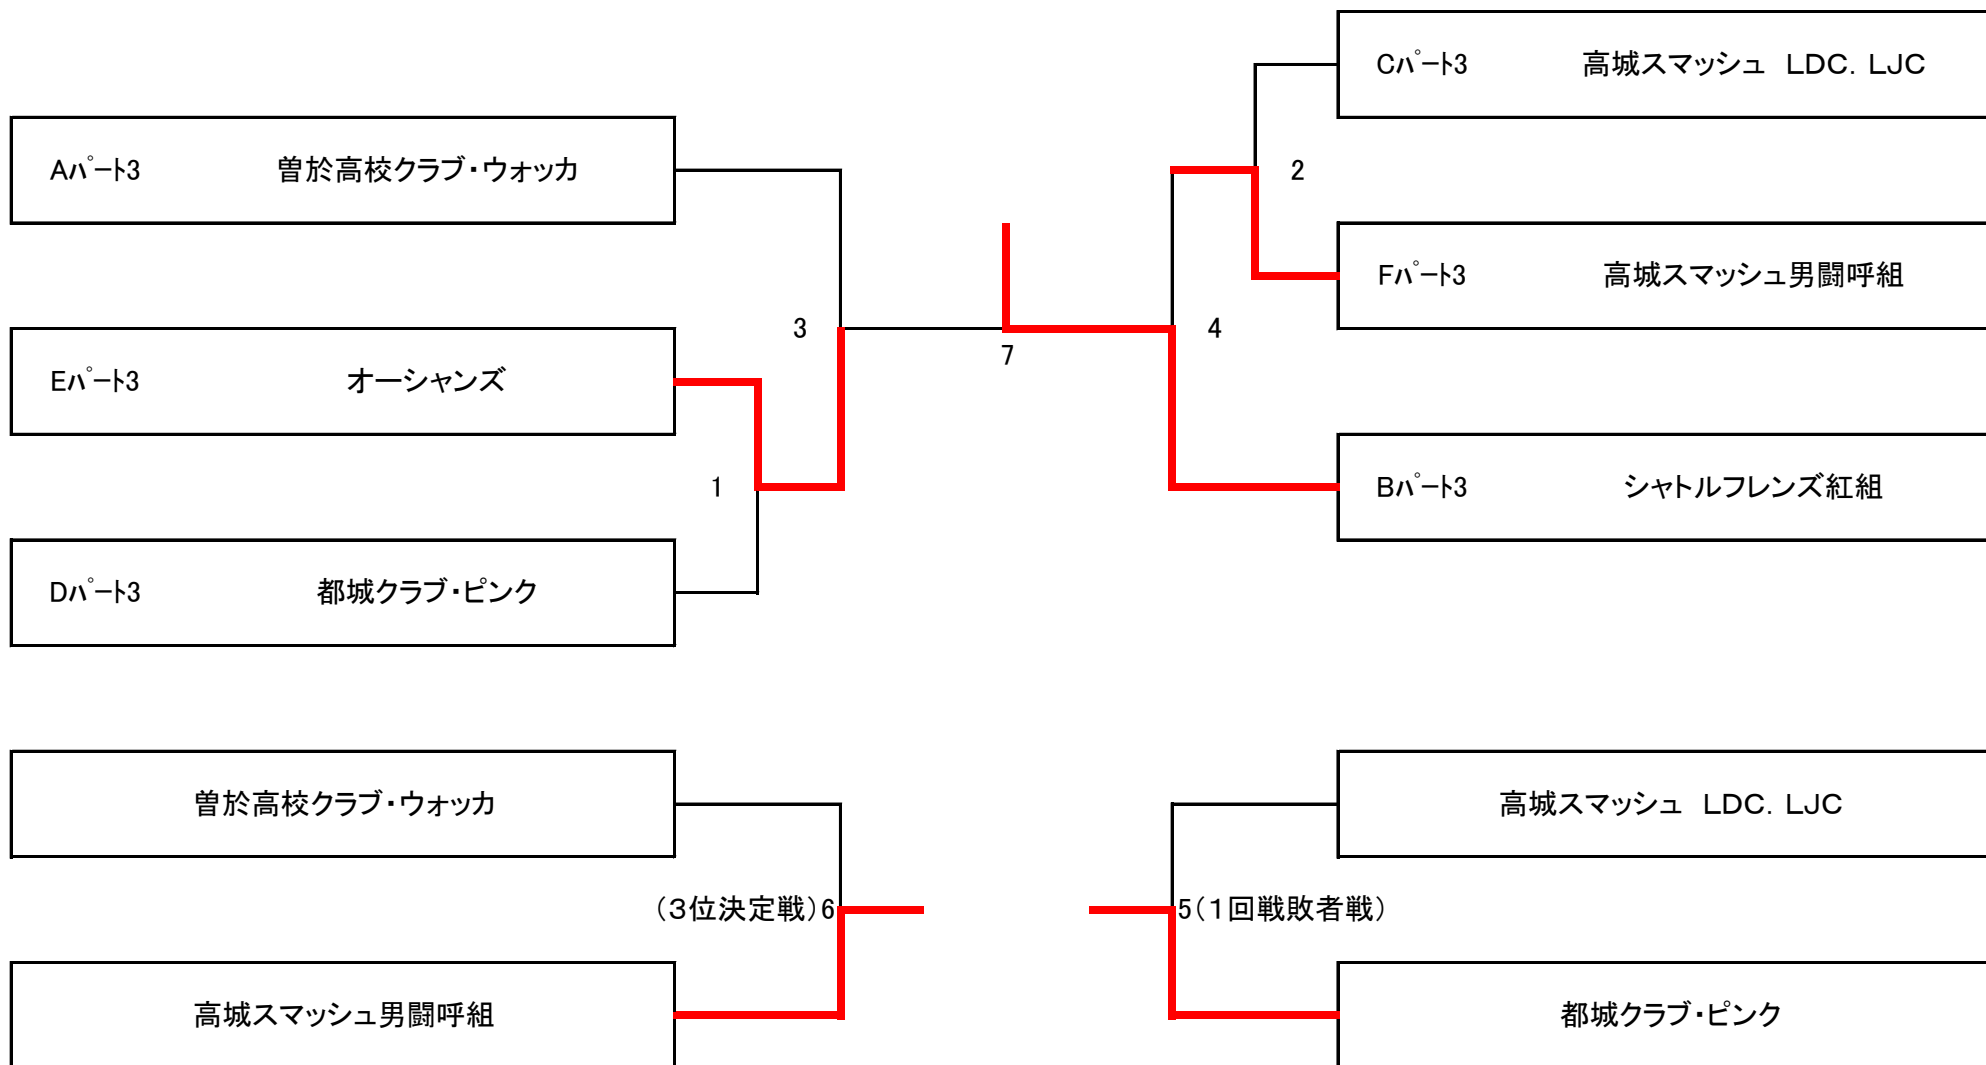 Cパート3 高城スマッシュ LDC. LJC
Aパート3 曽於高校クラブ・ウォッカ
2
Fパート3 高城スマッシュ男闘呼組
3
4
7
Eパート3 オーシャンズ
1
Bパート3 シャトルフレンズ紅組
Dパート3 都城クラブ・ピンク
曽於高校クラブ・ウォッカ
高城スマッシュ LDC. LJC
(3位決定戦)6
5(1回戦敗者戦)
高城スマッシュ男闘呼組
都城クラブ・ピンク